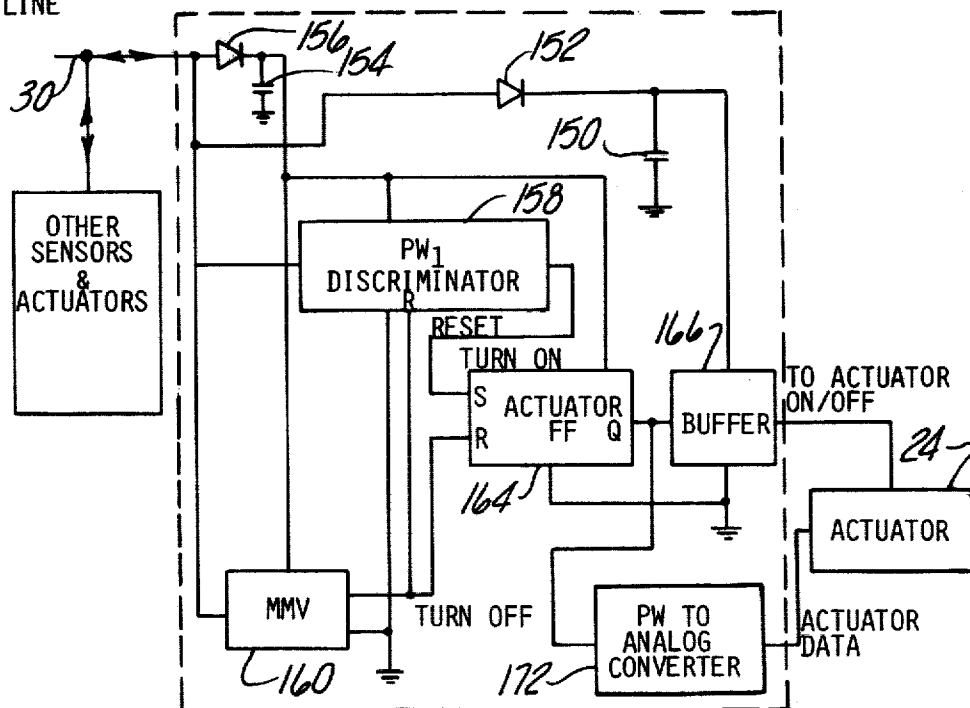 LINE
156
154
152
30
150
158
OTHER
SENSORS
&
ACTUATORS
PW1
DISCRIMINATOR
R
RESET
TURN ON
166
TO ACTUATOR
ON/OFF
S
ACTUATOR
FF Q
R
BUFFER
24
164
ACTUATOR
MMV
TURN OFF
PW TO
ANALOG
CONVERTER
ACTUATOR
DATA
160
172